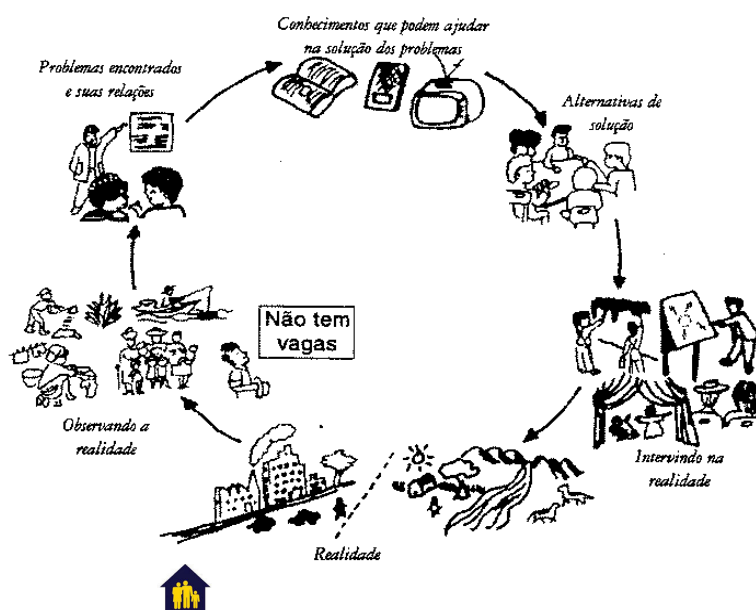 Conhecimentos que podem ajudar
na solução dos problemas
Problemas encontrados
e suas relações
Alternativas de
solução
Não tem
vagas
Observando a
realidade
Intervindo na
realidade
Realidade